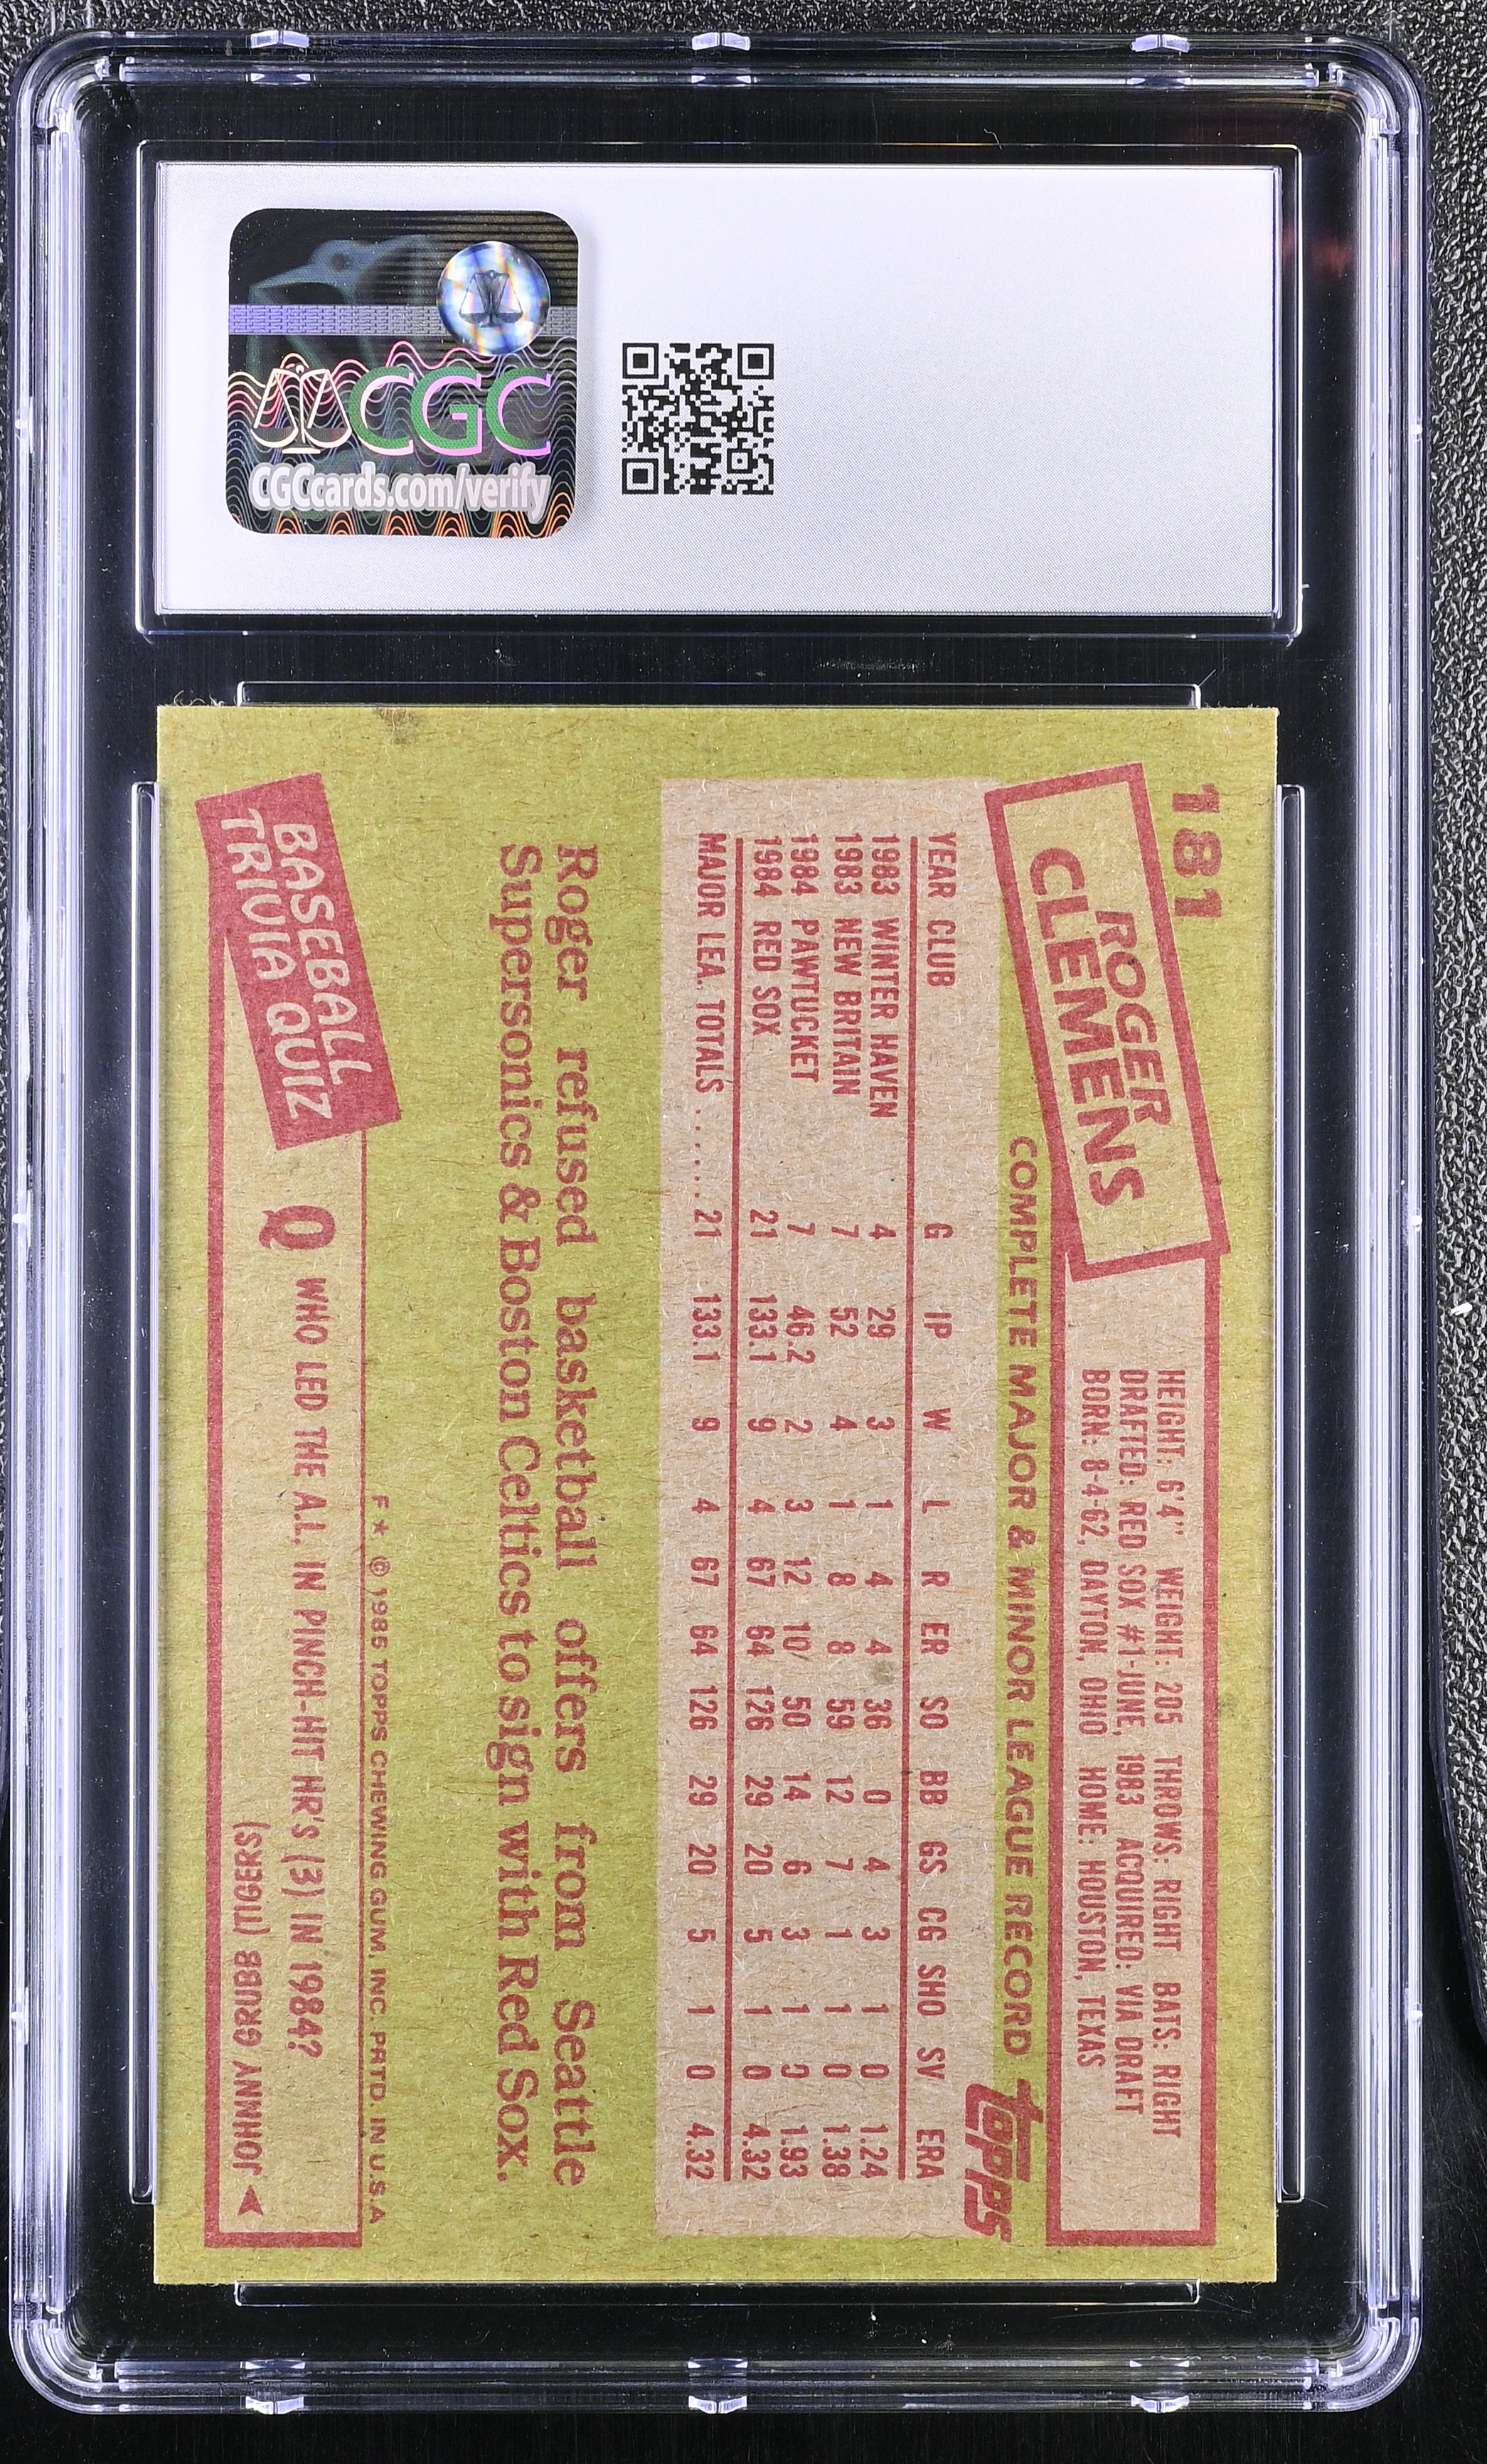 CGC
CGCcards.com/verify
181
ROGER
CLEMENS
HEIGHT: 6'4" WEIGHT: 205 THROWS: RIGHT BATS: RIGHT
DRAFTED: RED SOX #1-JUNE, 1983 ACQUIRED: VIA DRAFT
BORN: 8-4-62, DAYTON, OHIO HOME: HOUSTON, TEXAS
COMPLETE MAJOR & MINOR LEAGUE RECORD
topps
YEAR CLUB G IP W L R ER SO BB GS CG SHO SV ERA
1983 WINTER HAVEN 4 29 3 1 4 4 36 0 4 3 1 0 1.24
1983 NEW BRITAIN 7 52 4 1 8 8 59 12 7 1 1 0 1.38
1984 PAWTUCKET 7 46.2 2 3 12 10 50 14 6 3 1 0 1.93
1984 RED SOX 21 133.1 9 4 67 64 126 29 20 5 1 0 4.32
MAJOR LEA. TOTALS ..... 21 133.1 9 4 67 64 126 29 20 5 1 0 4.32
Roger refused basketball offers from Seattle
Supersonics & Boston Celtics to sign with Red Sox.
F* © 1985 TOPPS CHEWING GUM, INC. PRTD. IN U.S.A
BASEBALL
TRIVIA QUIZ
Q WHO LED THE A.L. IN PINCH-HIT HR'S (3) IN 1984?
JOHNNY GRUBB (TIGERS)